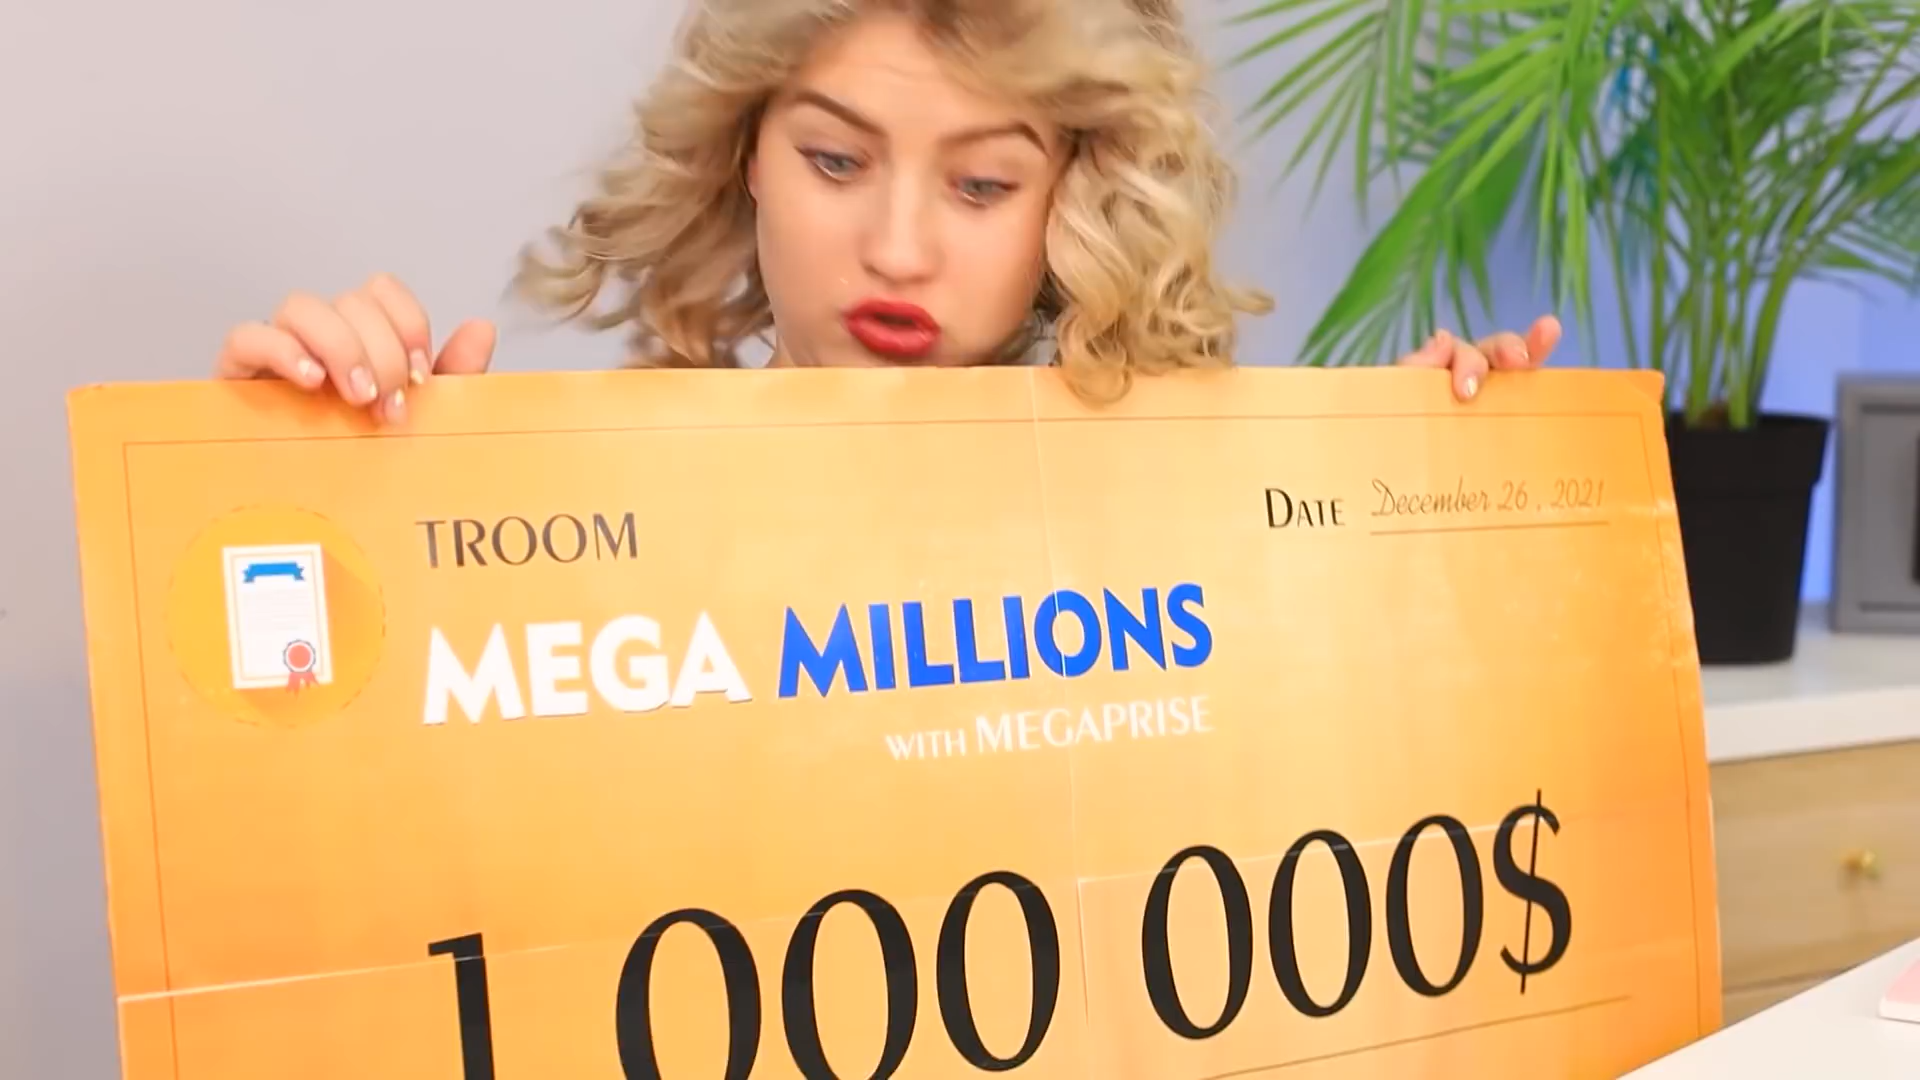 TROOM
DATE December 26, 2021
MEGA MILLIONS
WITH MEGAPRISE
1 000 000$